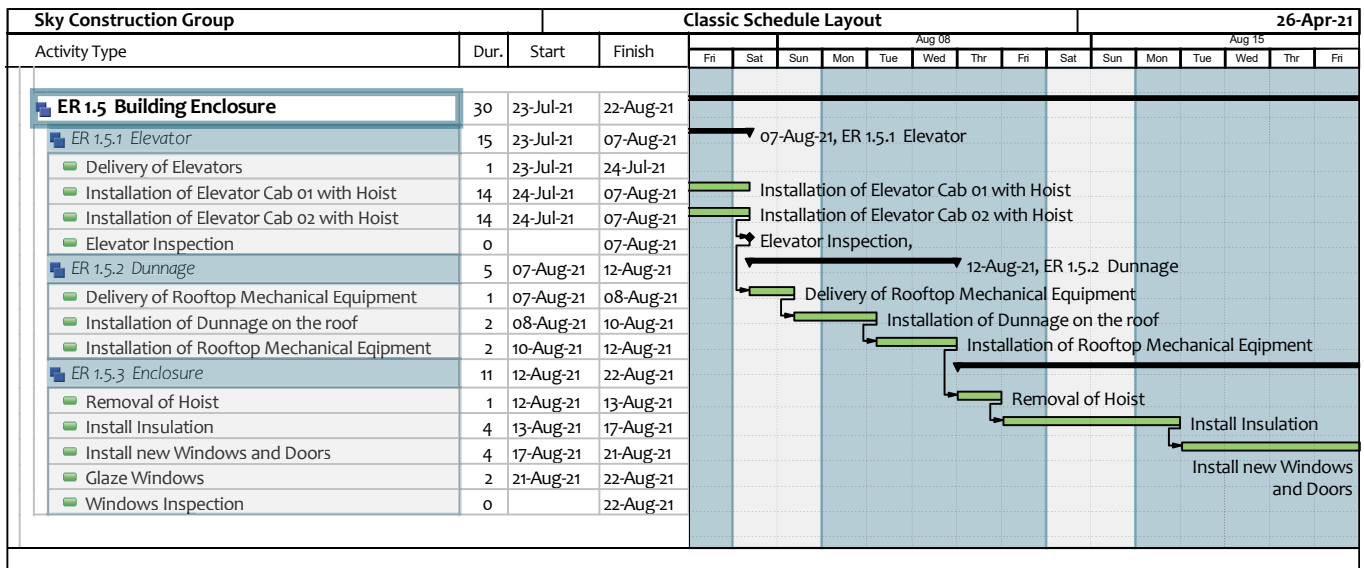 Sky Construction Group Classic Schedule Layout 26-Apr-21
Activity Type Dur. Start Finish Aug 08 Aug 15
Fri Sat Sun Mon Tue Wed Thr Fri Sat Sun Mon Tue Wed Thr Fri
ER 1.5 Building Enclosure 30 23-Jul-21 22-Aug-21
ER 1.5.1 Elevator 15 23-Jul-21 07-Aug-21 07-Aug-21, ER 1.5.1 Elevator
Delivery of Elevators 1 23-Jul-21 24-Jul-21
Installation of Elevator Cab 01 with Hoist 14 24-Jul-21 07-Aug-21 Installation of Elevator Cab 01 with Hoist
Installation of Elevator Cab 02 with Hoist 14 24-Jul-21 07-Aug-21 Installation of Elevator Cab 02 with Hoist
Elevator Inspection 0 07-Aug-21 Elevator Inspection,
ER 1.5.2 Dunnage 5 07-Aug-21 12-Aug-21 12-Aug-21, ER 1.5.2 Dunnage
Delivery of Rooftop Mechanical Equipment 1 07-Aug-21 08-Aug-21 Delivery of Rooftop Mechanical Equipment
Installation of Dunnage on the roof 2 08-Aug-21 10-Aug-21 Installation of Dunnage on the roof
Installation of Rooftop Mechanical Eqipment 2 10-Aug-21 12-Aug-21 Installation of Rooftop Mechanical Eqipment
ER 1.5.3 Enclosure 11 12-Aug-21 22-Aug-21
Removal of Hoist 1 12-Aug-21 13-Aug-21 Removal of Hoist
Install Insulation 4 13-Aug-21 17-Aug-21 Install Insulation
Install new Windows and Doors 4 17-Aug-21 21-Aug-21
Glaze Windows 2 21-Aug-21 22-Aug-21 Install new Windows
and Doors
Windows Inspection 0 22-Aug-21